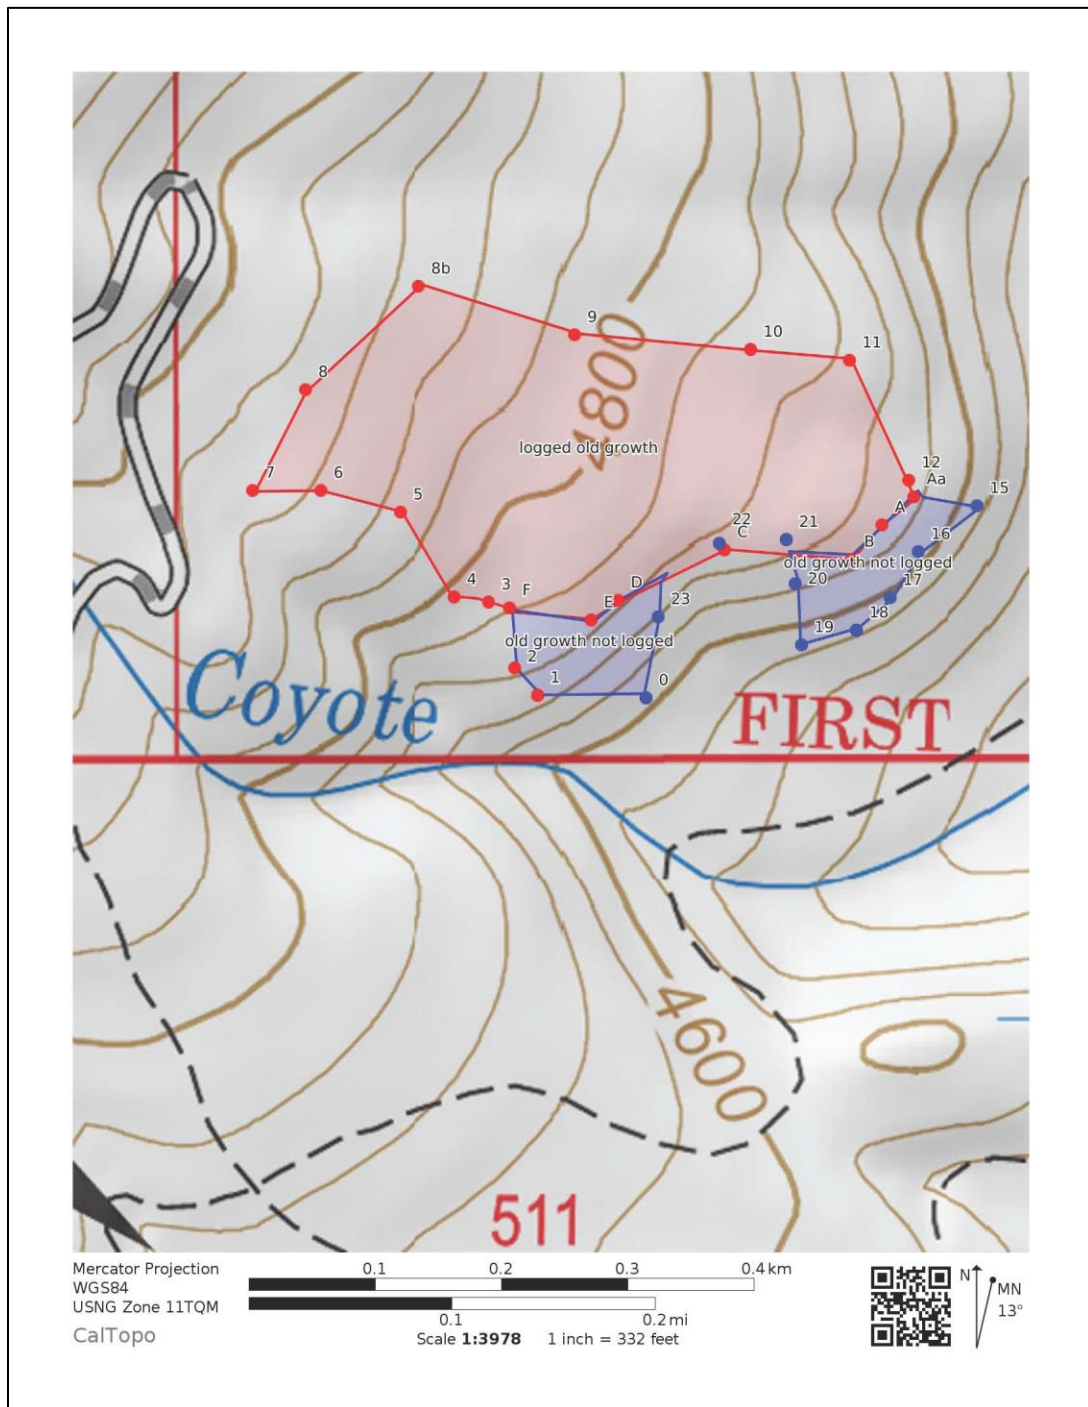 8b
9
10
11
4800
8
logged old growth
7
6
5
12
Aa
15
A
22
C
21
B
16
old growth not logged
20
17
4
3
F
E
D
23
18
19
old growth not logged
2
1
0
Coyote
FIRST
4600
511
Mercator Projection
WGS84
USNG Zone 11TQM
CalTopo
0.1 0.2 0.3 0.4 km
0.1 0.2 mi
Scale 1:3978 1 inch = 332 feet
N
MN
13°